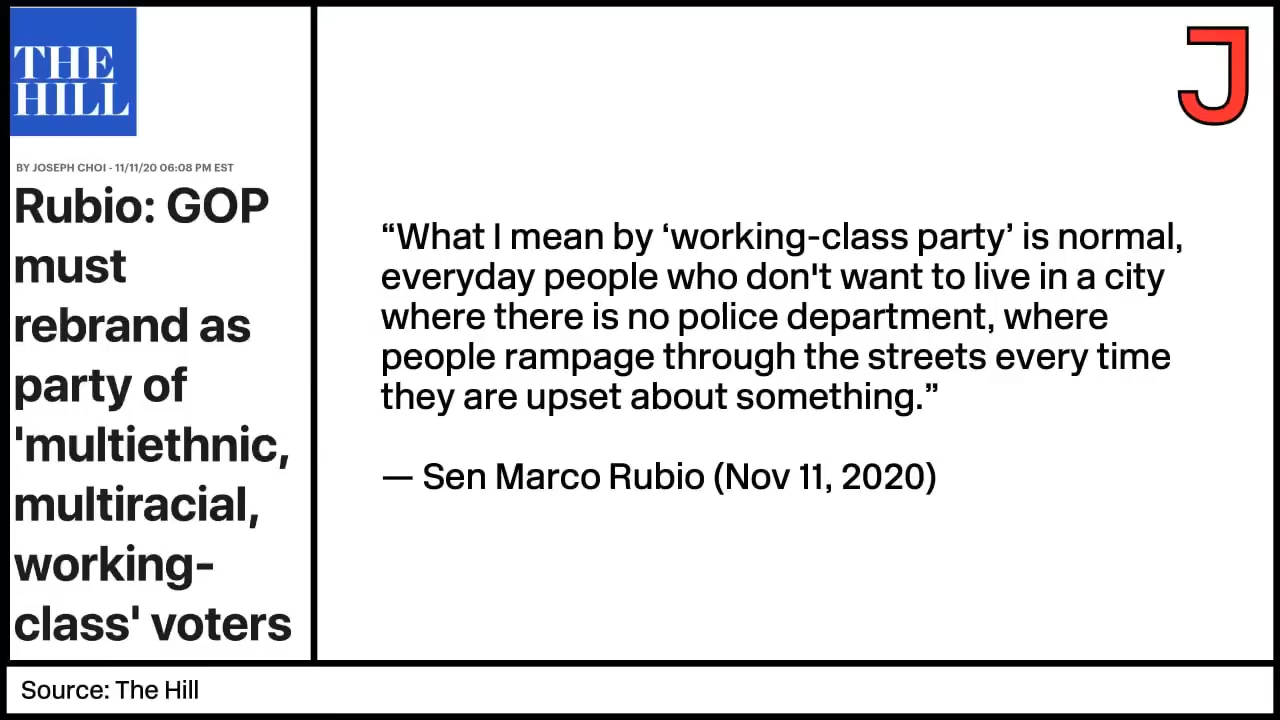 THE
HILL
BY JOSEPH CHOI - 11/11/20 06:08 PM EST
Rubio: GOP
must
rebrand as
party of
'multiethnic,
multiracial,
working-
class' voters
J
“What I mean by ‘working-class party’ is normal,
everyday people who don't want to live in a city
where there is no police department, where
people rampage through the streets every time
they are upset about something.”
— Sen Marco Rubio (Nov 11, 2020)
Source: The Hill